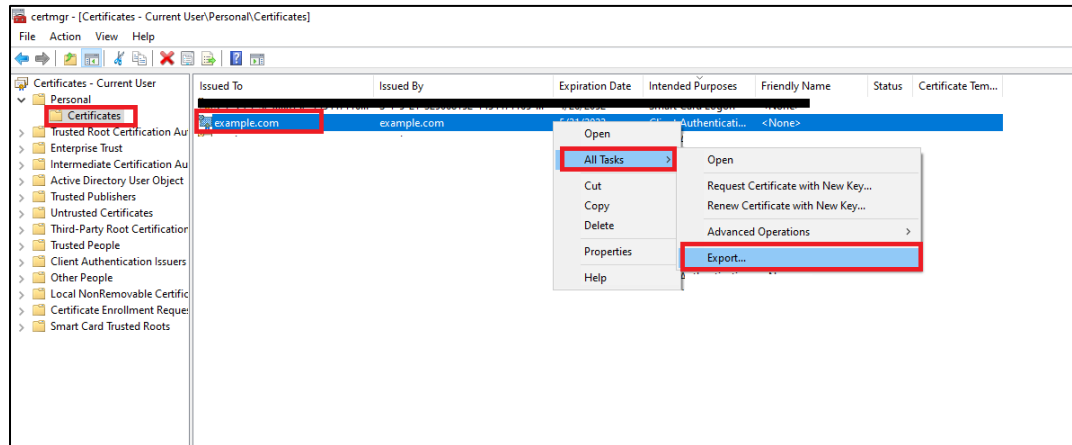 certmgr - [Certificates - Current User\Personal\Certificates]
File Action View Help
Certificates - Current User
Personal
Certificates
Trusted Root Certification Au
Enterprise Trust
Intermediate Certification Au
Active Directory User Object
Trusted Publishers
Untrusted Certificates
Third-Party Root Certification
Trusted People
Client Authentication Issuers
Other People
Local NonRemovable Certific
Certificate Enrollment Reque
Smart Card Trusted Roots
Issued To Issued By Expiration Date Intended Purposes Friendly Name Status Certificate Tem...
example.com example.com Client Authenticati... <None>
Open
All Tasks
Cut
Copy
Delete
Properties
Help
Open
Request Certificate with New Key...
Renew Certificate with New Key...
Advanced Operations
Export...